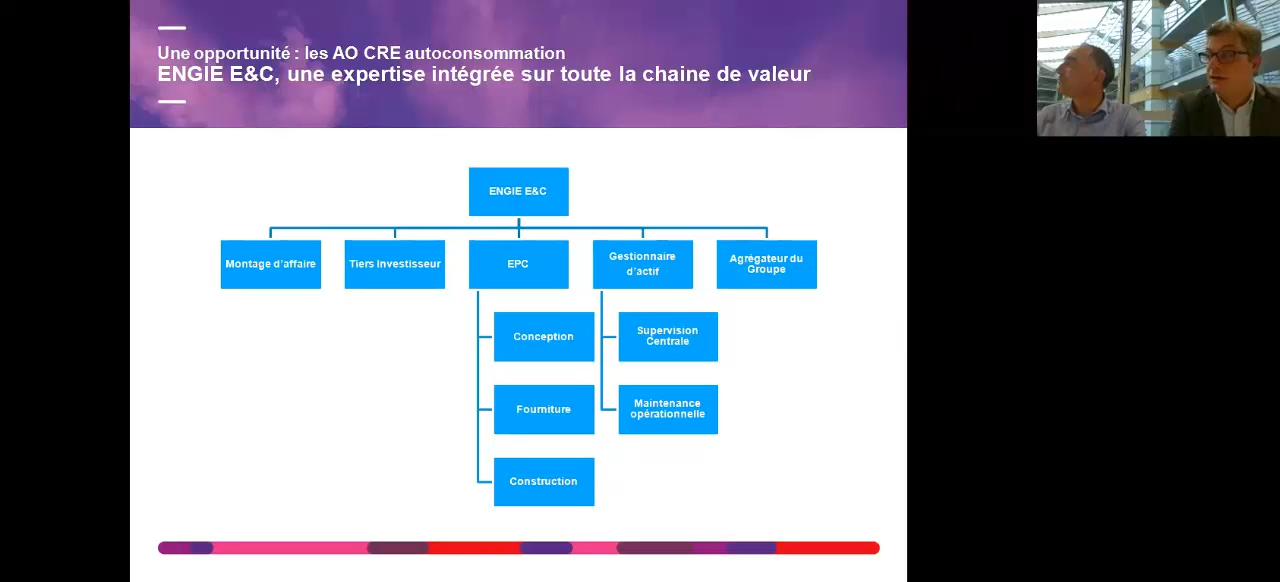 Une opportunité : les AO CRE autoconsommation
ENGIE E&C, une expertise intégrée sur toute la chaine de valeur
ENGIE E&C
Montage d'affaire
Tiers Investisseur
EPC
Gestionnaire
d'actif
Agrégateur du
Groupe
Conception
Supervision
Centrale
Fourniture
Maintenance
opérationnelle
Construction